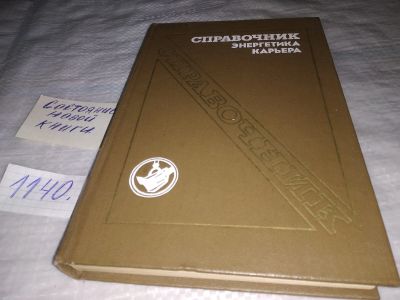 СПРАВОЧНИК
ЭНЕРГЕТИКА
КАРЬЕРА
СПРАВОЧНИК
Состояние
новой
книги
1140.